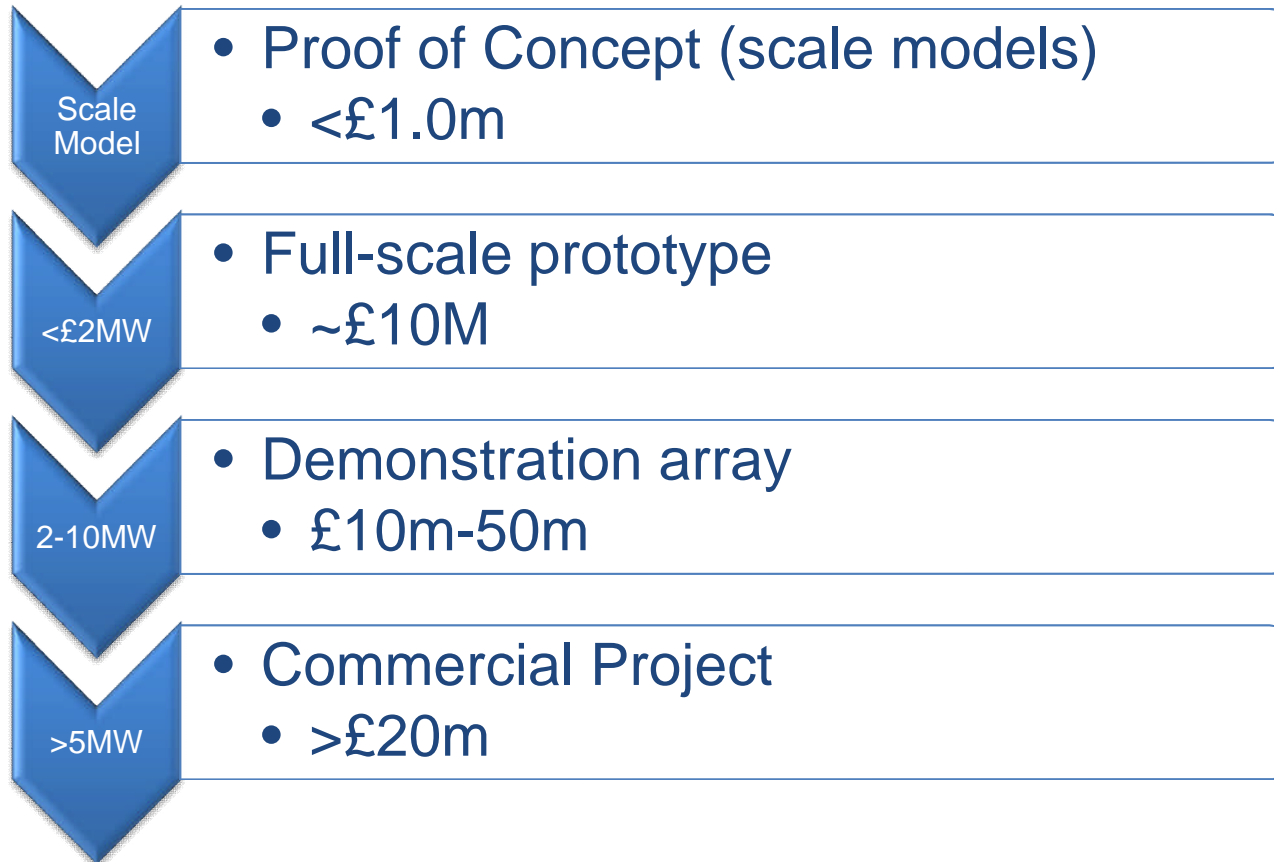 Scale
Model
• Proof of Concept (scale models)
• <£1.0m
<£2MW
• Full-scale prototype
• ~£10M
2-10MW
• Demonstration array
• £10m-50m
>5MW
• Commercial Project
• >£20m